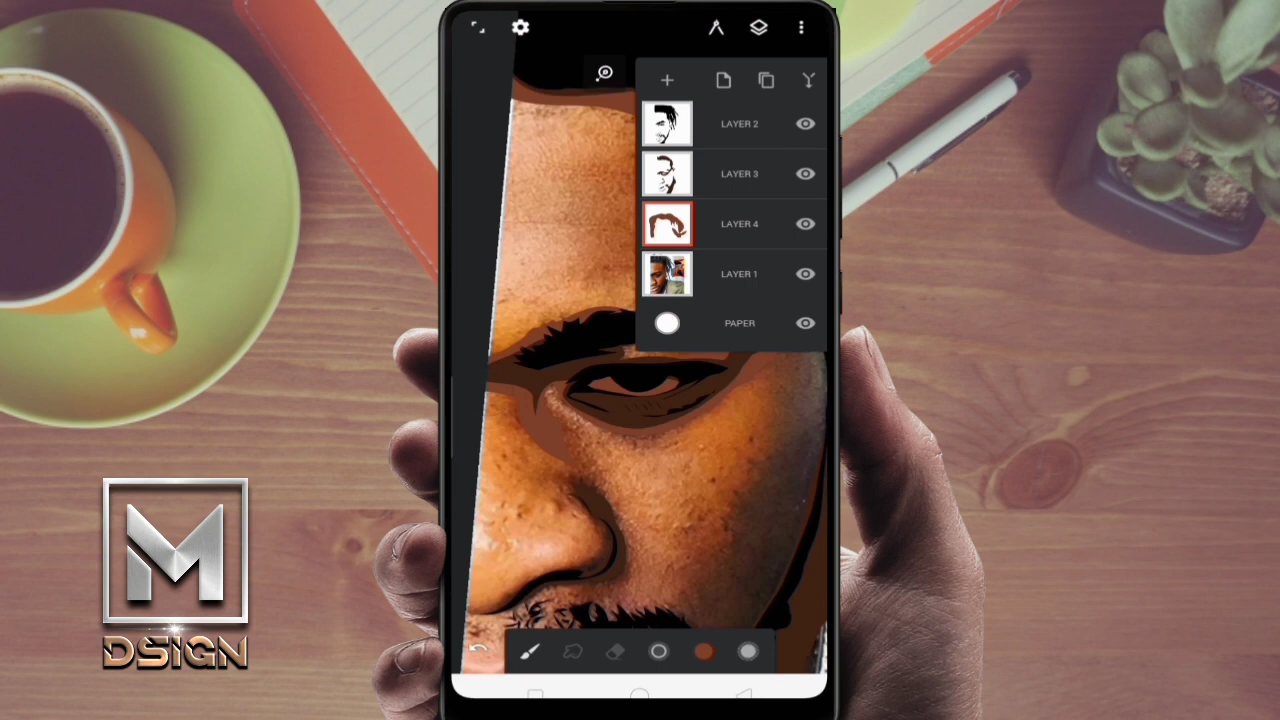 LAYER 2
LAYER 3
LAYER 4
LAYER 1
PAPER
M
DSIGN